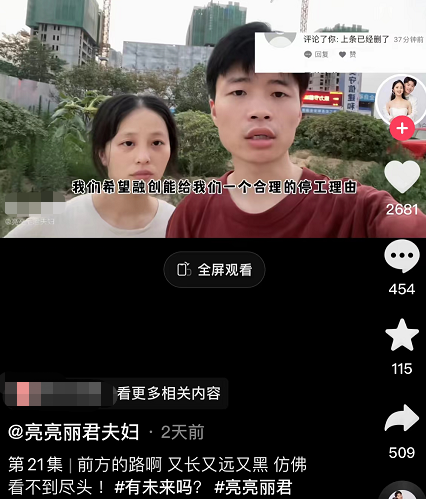 评论了你: 上条已经删了 37分钟前
回复 赞
我们希望融创能给我们一个合理的停工理由
2681
全屏观看
454
115
看更多相关内容
509
@亮亮丽君夫妇 · 2天前
第21集 | 前方的路啊 又长又远又黑 仿佛
看不到尽头！ #有未来吗? #亮亮丽君